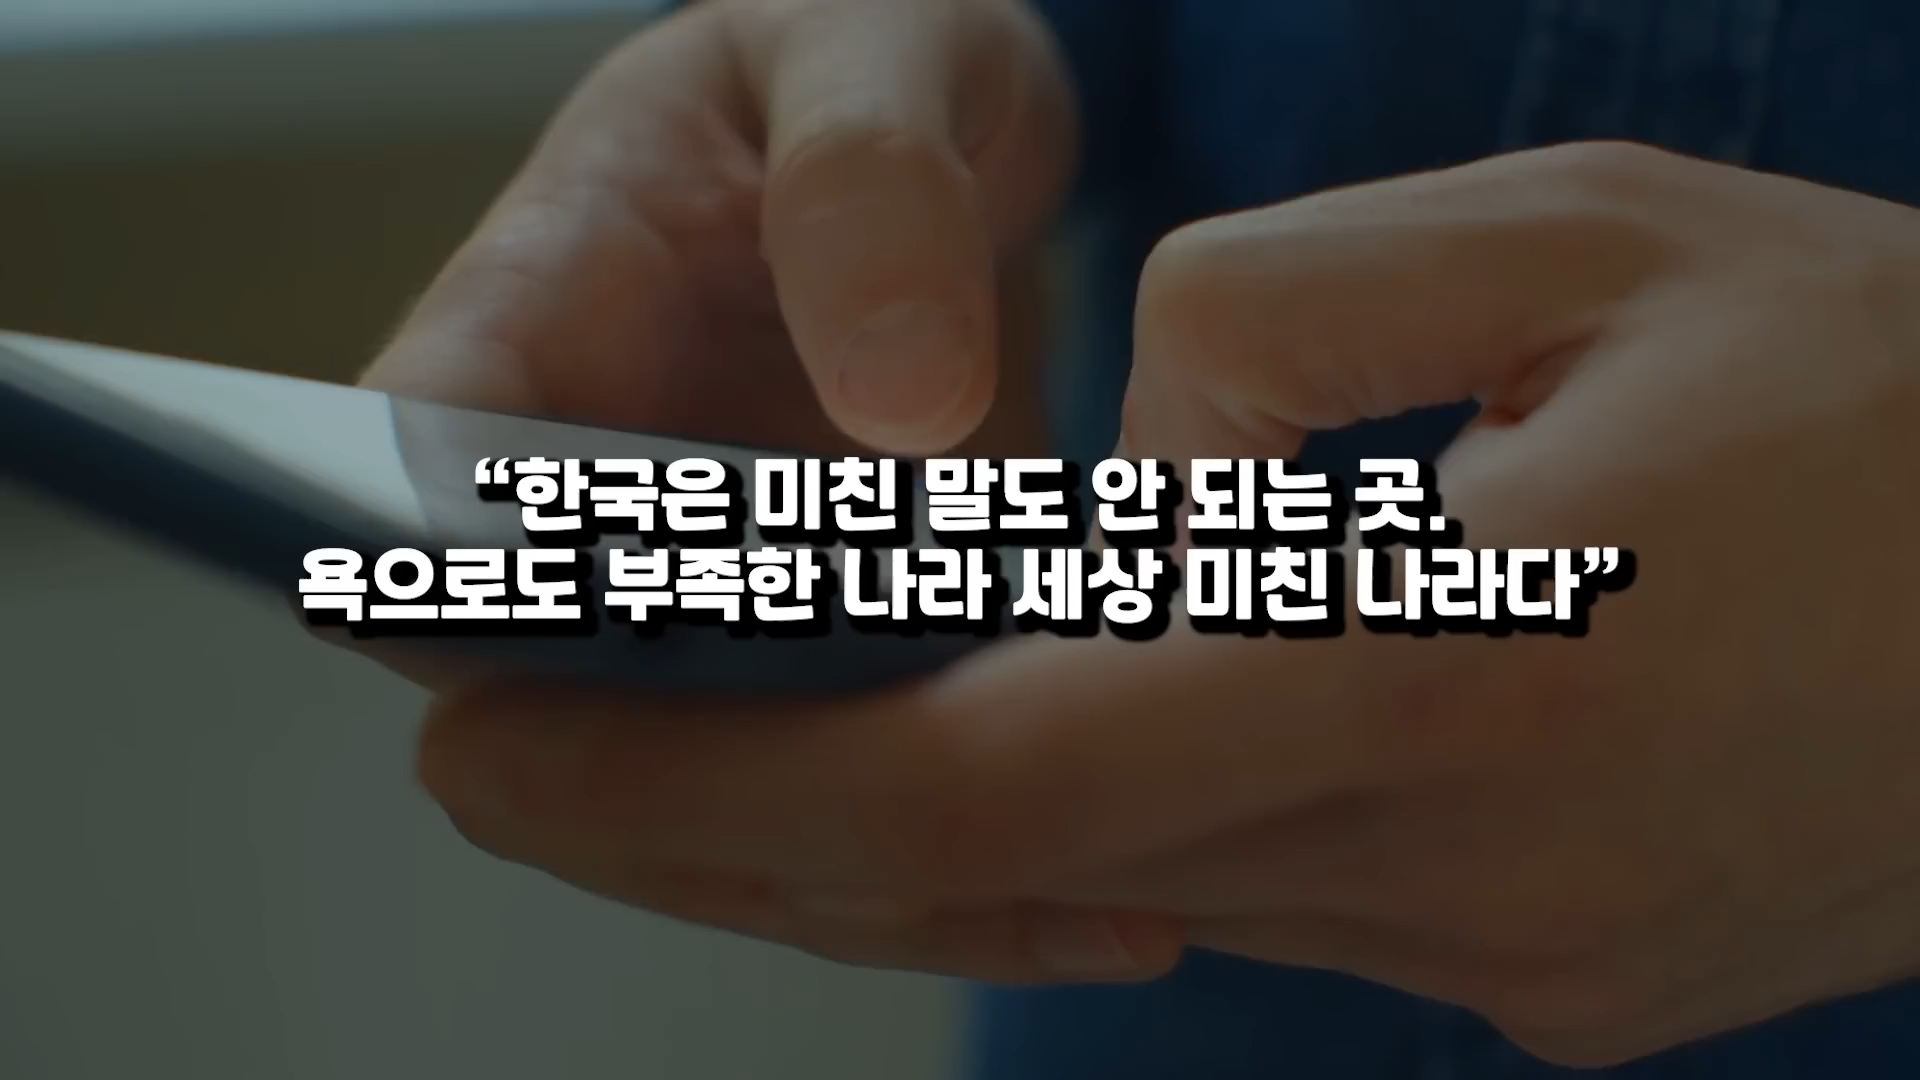 “한국은 미친 말도 안 되는 곳.
욕으로도 부족한 나라 세상 미친 나라다”